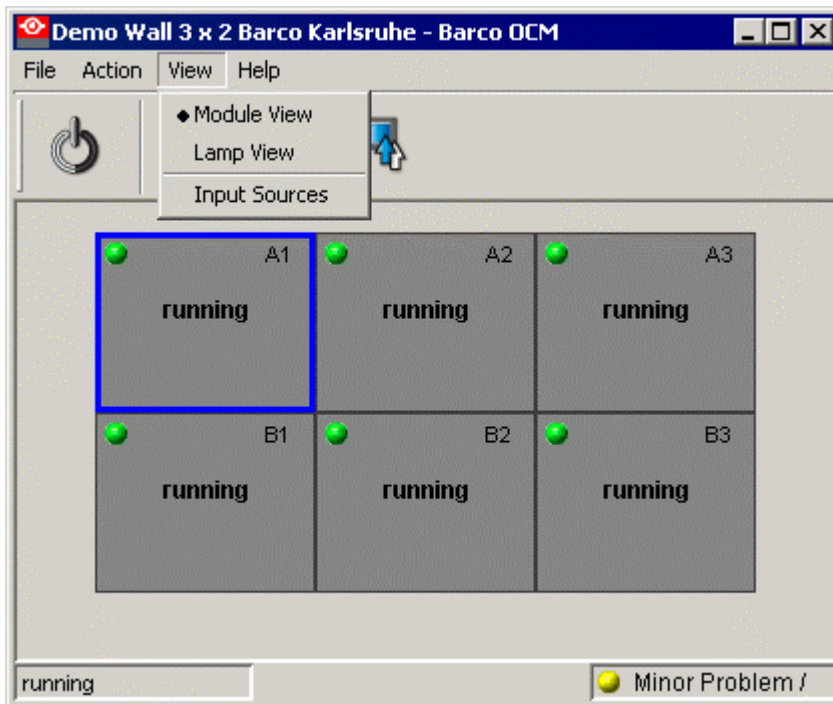 Demo Wall 3 x 2 Barco Karlsruhe - Barco OCM
File Action View Help
Module View
Lamp View
Input Sources
A1 A2 A3
running running running
B1 B2 B3
running running running
running Minor Problem /